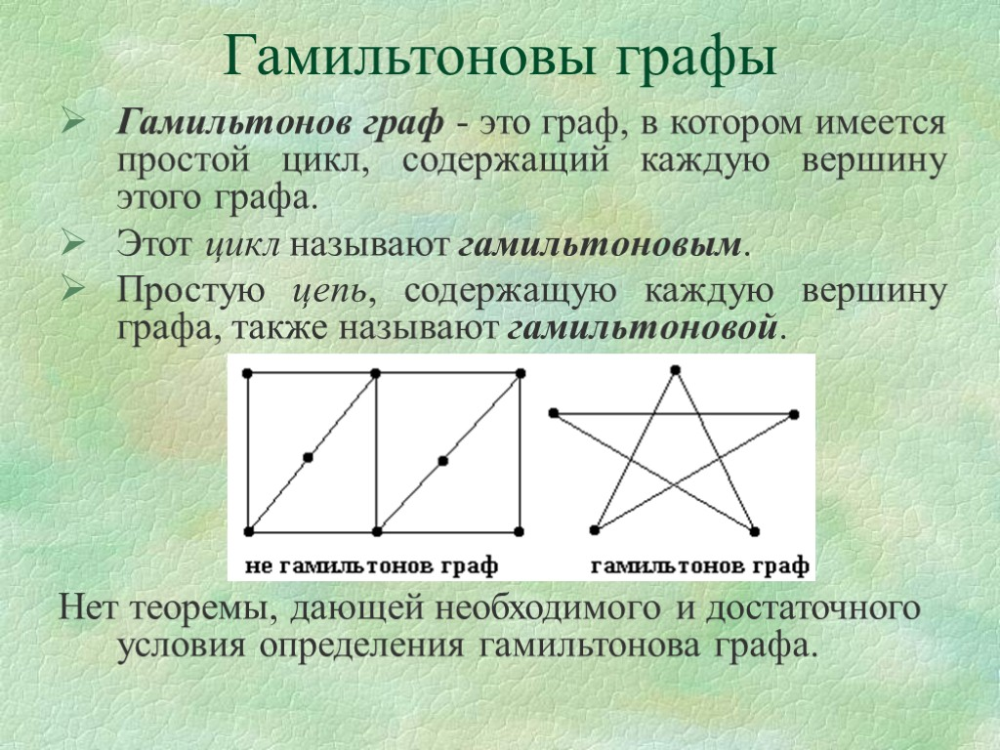 Гамильтоновы графы
Гамильтонов граф - это граф, в котором имеется
простой цикл, содержащий каждую вершину
этого графа.
Этот цикл называют гамильтоновым.
Простую цепь, содержащую каждую вершину
графа, также называют гамильтоновой.
не гамильтонов граф
гамильтонов граф
Нет теоремы, дающей необходимого и достаточного
условия определения гамильтонова графа.